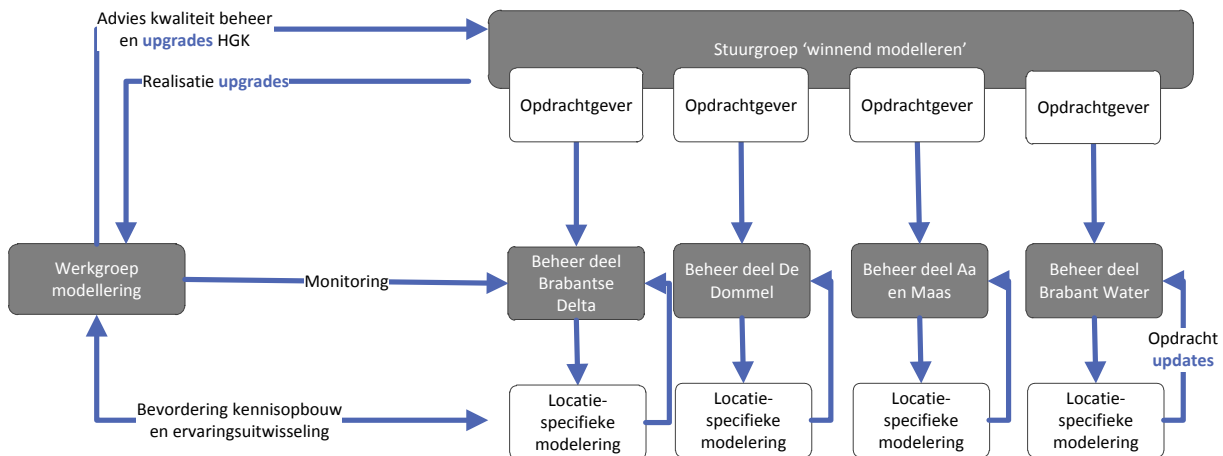 Advies kwaliteit beheer
en upgrades HGK
Stuurgroep ‘winnend modelleren’
Realisatie upgrades
Opdrachtgever
Opdrachtgever
Opdrachtgever
Opdrachtgever
Werkgroep
modellering
Monitoring
Beheer deel
Brabantse
Delta
Beheer deel De
Dommel
Beheer deel Aa
en Maas
Beheer deel
Brabant Water
Opdracht
updates
Bevordering kennisopbouw
en ervaringsuitwisseling
Locatie-
specifieke
modelering
Locatie-
specifieke
modelering
Locatie-
specifieke
modelering
Locatie-
specifieke
modelering